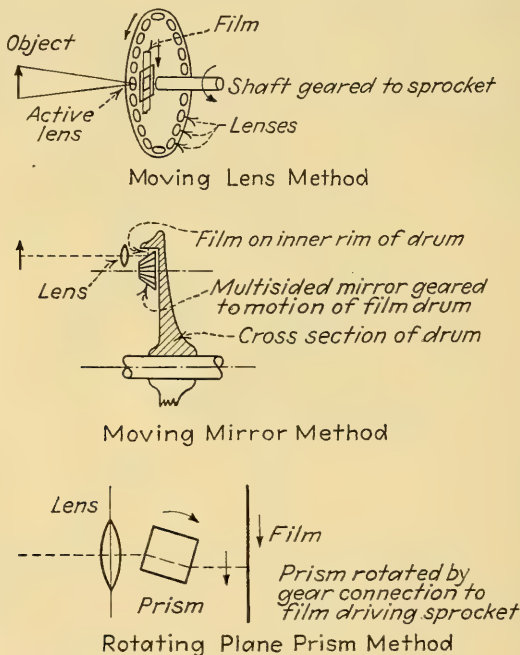 Object
Film
Shaft geared to sprocket
Active
lens
Lenses
Moving Lens Method
Film on inner rim of drum
Lens
Multisided mirror geared
to motion of film drum
Cross section of drum
Moving Mirror Method
Lens
Film
Prism
Prism rotated by
gear connection to
film driving sprocket
Rotating Plane Prism Method